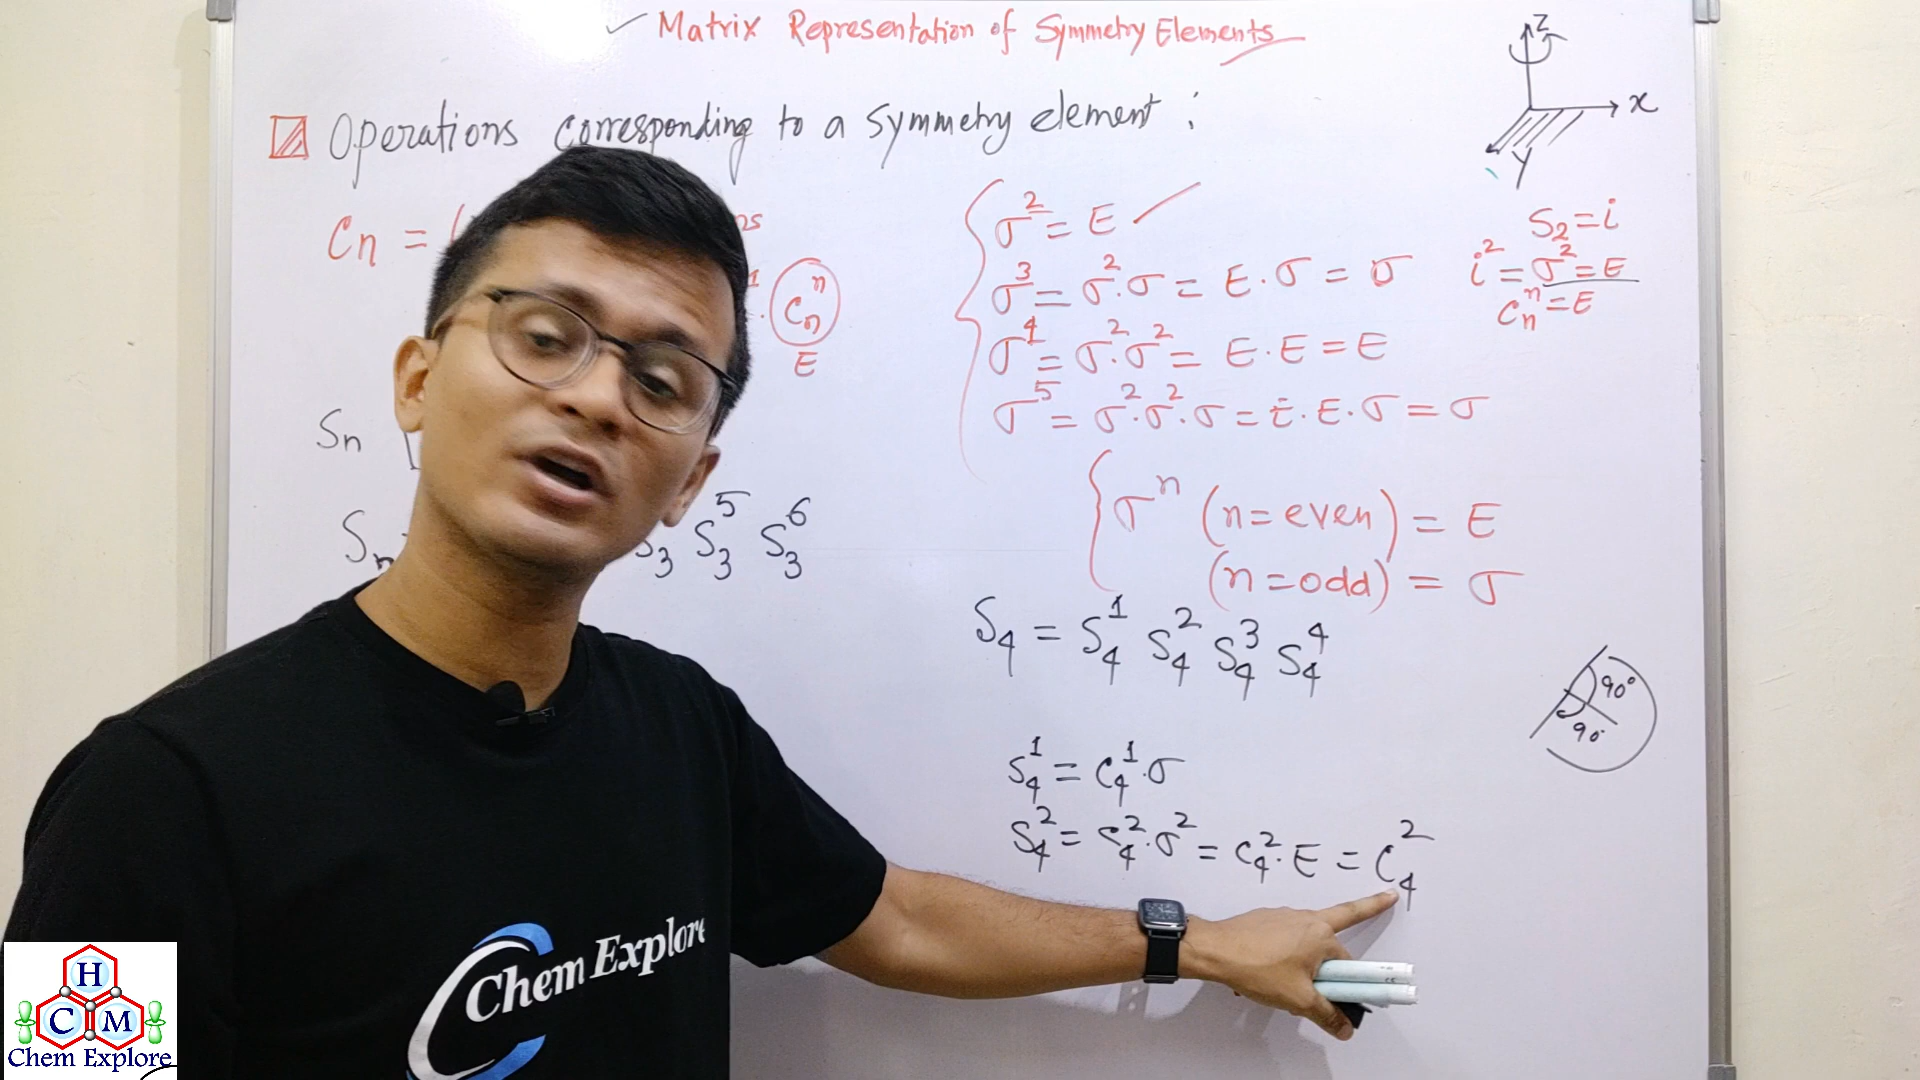 Matrix Representation of Symmetry Elements
Operations corresponding to a symmetry element :
Z
x
Y
Cn = (
ns
1 . Cnⁿ
E
Sn
Sn
S3 S3⁵ S3⁶
σ² = E
σ³ = σ².σ = E.σ = σ
σ⁴ = σ².σ² = E.E = E
σ⁵ = σ².σ².σ = E.E.σ = σ
S2 = i
i² = σ² = E
Cnⁿ = E
σⁿ (n = even) = E
(n = odd) = σ
S4 = S4¹ S4² S4³ S4⁴
90°
90°
S4¹ = C4¹.σ
S4² = C4².σ² = C4².E = C4²
Chem Explore
H
C M
Chem Explore